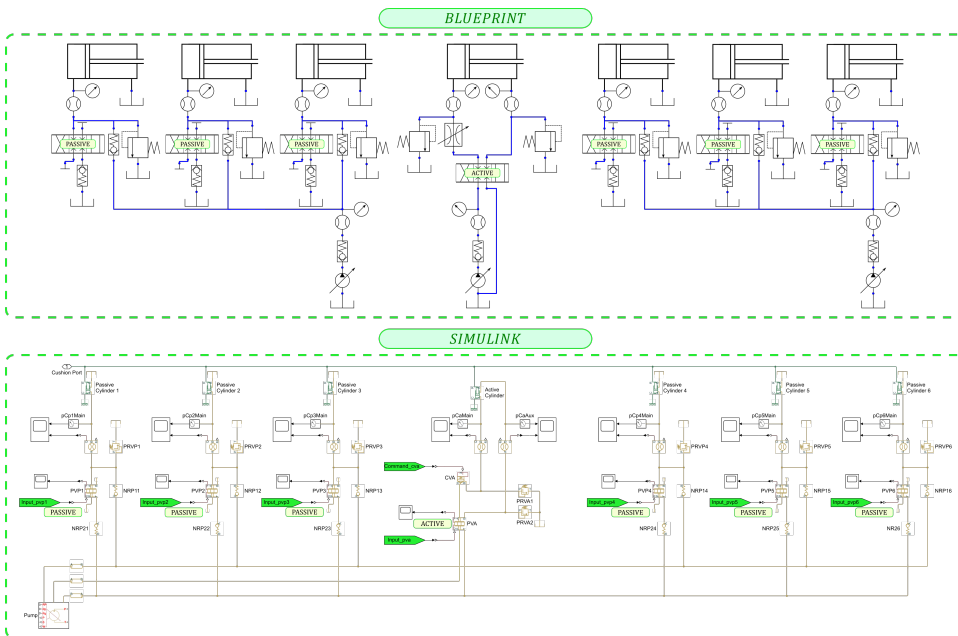 BLUEPRINT
PASSIVE PASSIVE PASSIVE ACTIVE PASSIVE PASSIVE PASSIVE
SIMULINK
1
Cushion Port
Passive
Cylinder 1
Passive
Cylinder 2
Passive
Cylinder 3
Active
Cylinder
Passive
Cylinder 4
Passive
Cylinder 5
Passive
Cylinder 6
pCp1Main pCp2Main pCp3Main pCaMain pCaAux pCp4Main pCp5Main pCp6Main
PRVP1 PRVP2 PRVP3 PRVP4 PRVP5 PRVP6
Command_cva
CVA
PVP1 NRP11 PVP2 NRP12 PVP3 NRP13 PRVA1 PVP4 NRP14 PVP5 NRP15 PVP6 NRP16
Input_pvp1 Input_pvp2 Input_pvp3 Input_pvp4 Input_pvp5 Input_pvp6
PASSIVE PASSIVE PASSIVE PASSIVE PASSIVE PASSIVE
ACTIVE PVA PRVA2
NRP21 NRP22 NRP23 NRP24 NRP25 NR26
Input_pva
Pump